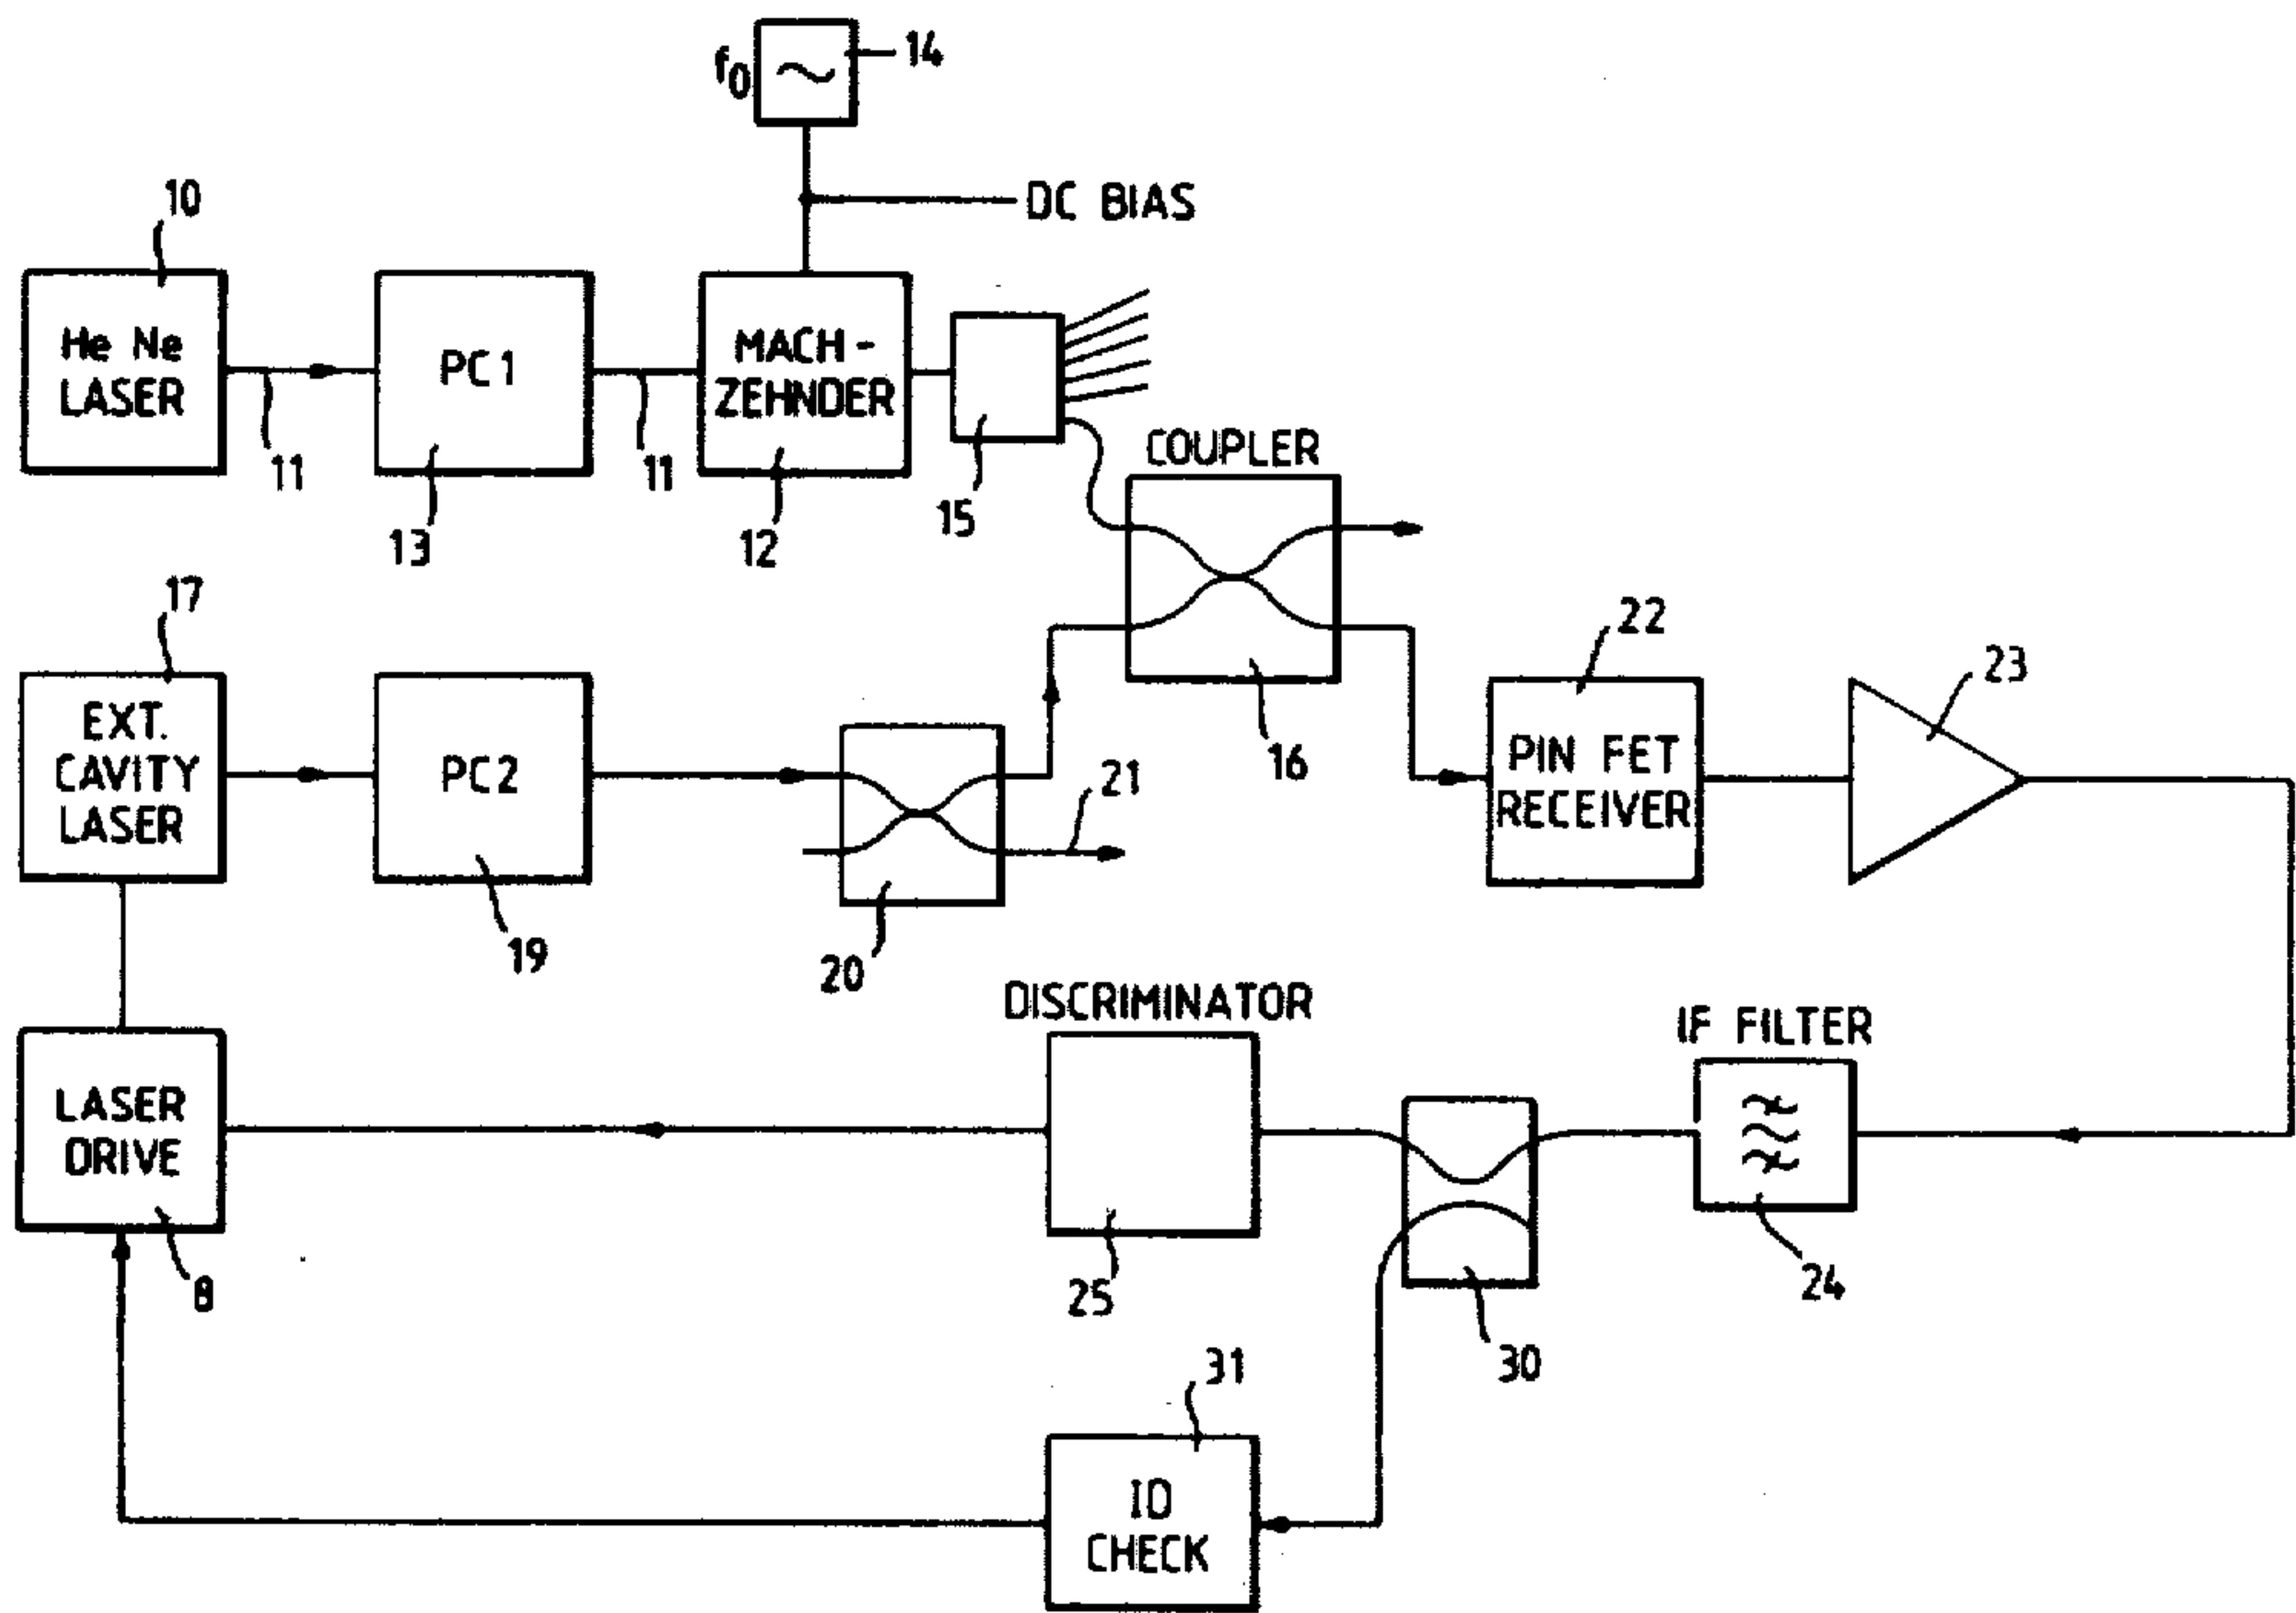 f0
14
DC BIAS
10
He Ne
LASER
PC1
MACH-
ZEHNDER
11
11
13
12
15
COUPLER
16
17
EXT.
CAVITY
LASER
PC2
19
20
21
22
PIN FET
RECEIVER
23
DISCRIMINATOR
IF FILTER
LASER
DRIVE
8
25
30
24
31
ID
CHECK